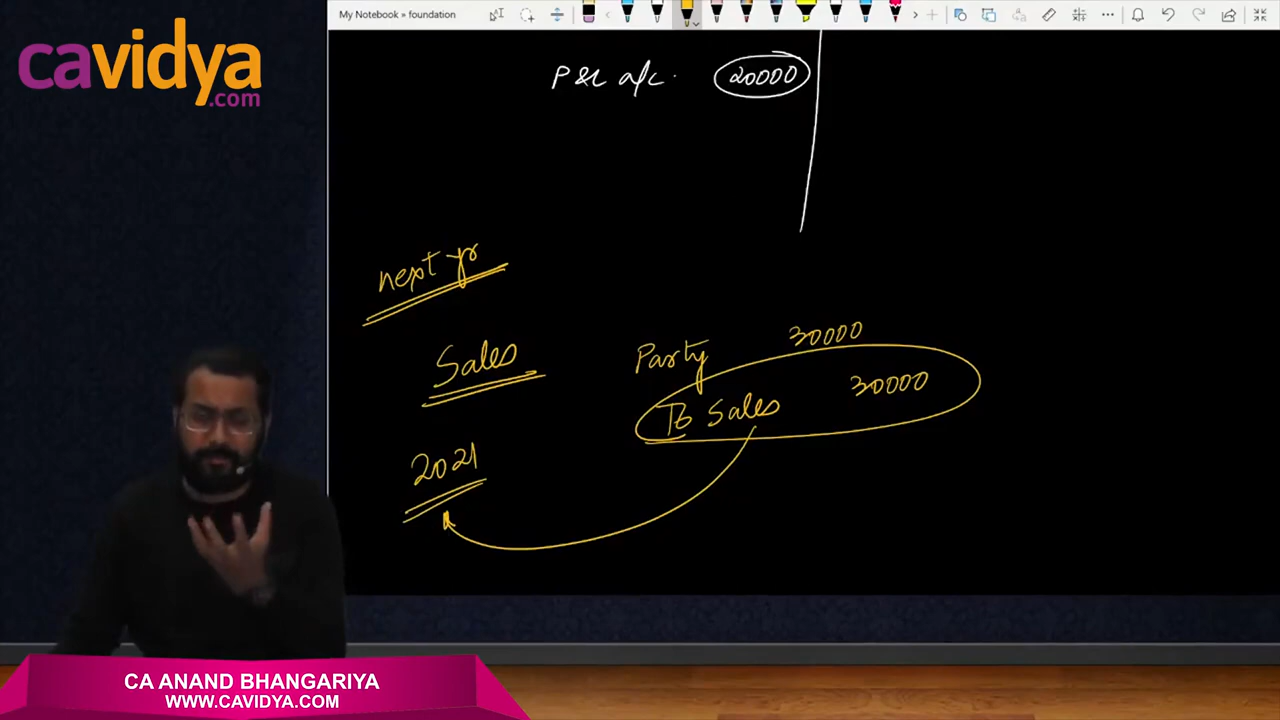 cavidya
.com
My Notebook » foundation
P&L a/c. 20000
next yr
Sales
Party 30000
To Sales 30000
2021
CA ANAND BHANGARIYA
WWW.CAVIDYA.COM